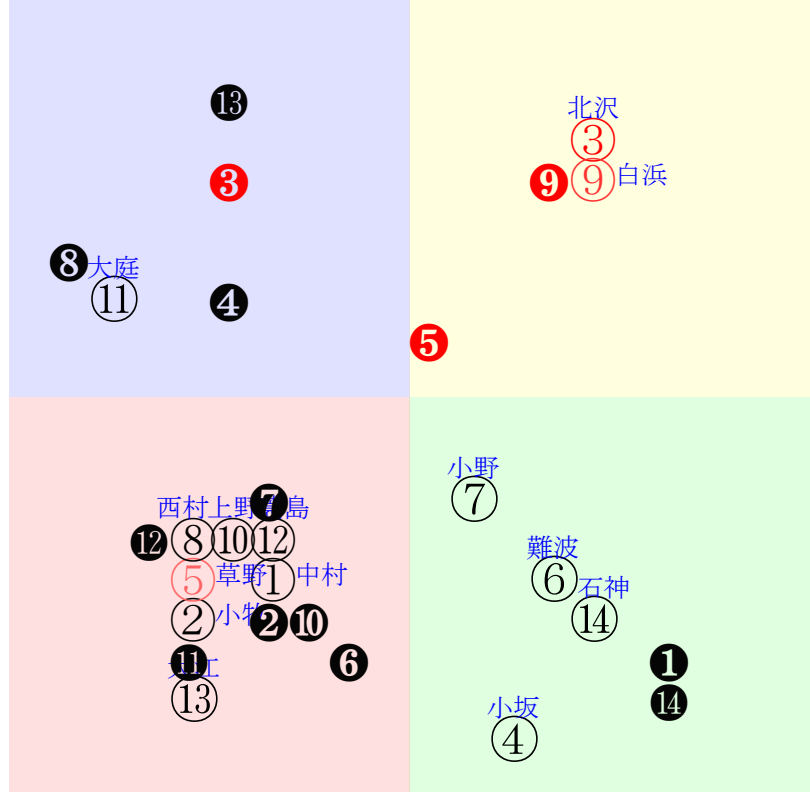 ⓭
北沢
③
❸
❾
⑨
白浜
❽
大庭
⑪
❹
❺
小野
⑦
西村
上野
島
❼
⓬
⑧
⑩
⑫
難波
⑥
⑤
草野
①
中村
石神
⑭
②
小牧
❷
❿
⓫
江
❻
❶
⑬
⓮
小坂
④